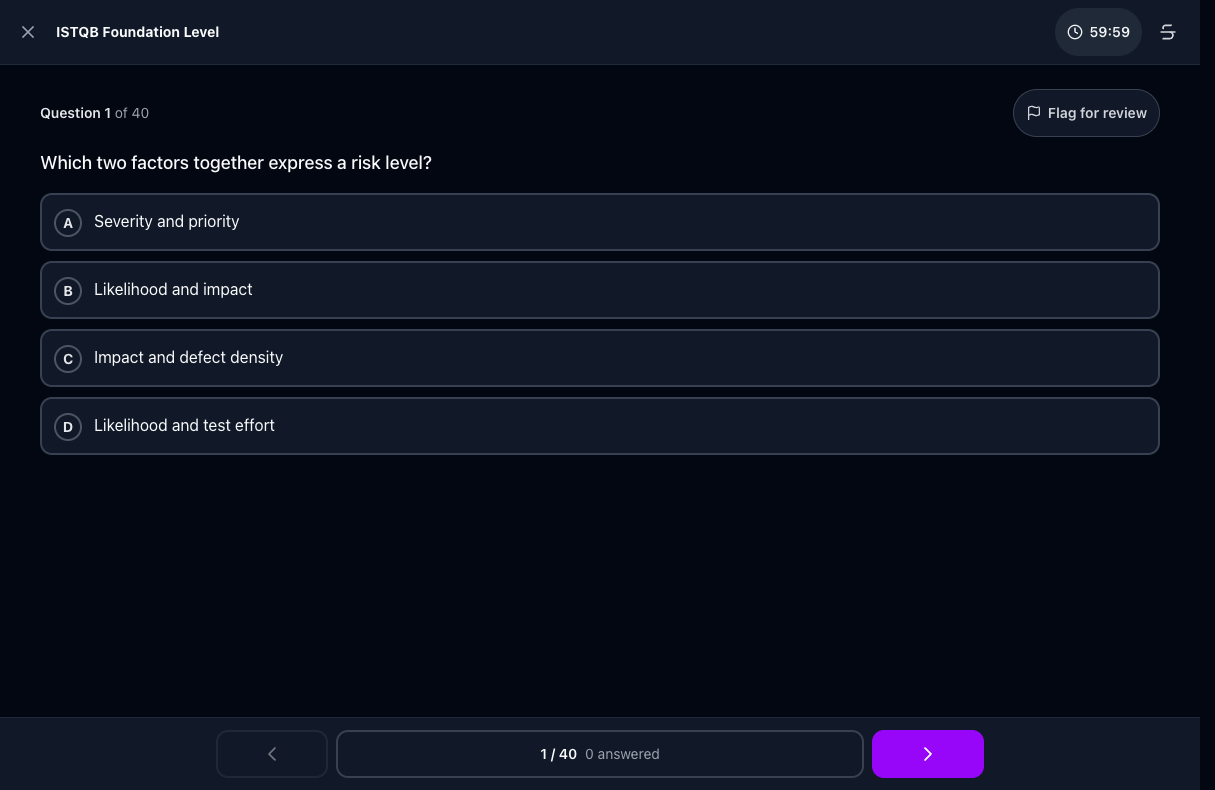 ISTQB Foundation Level
59:59
Question 1 of 40
Flag for review
Which two factors together express a risk level?
A Severity and priority
B Likelihood and impact
C Impact and defect density
D Likelihood and test effort
1 / 40 0 answered